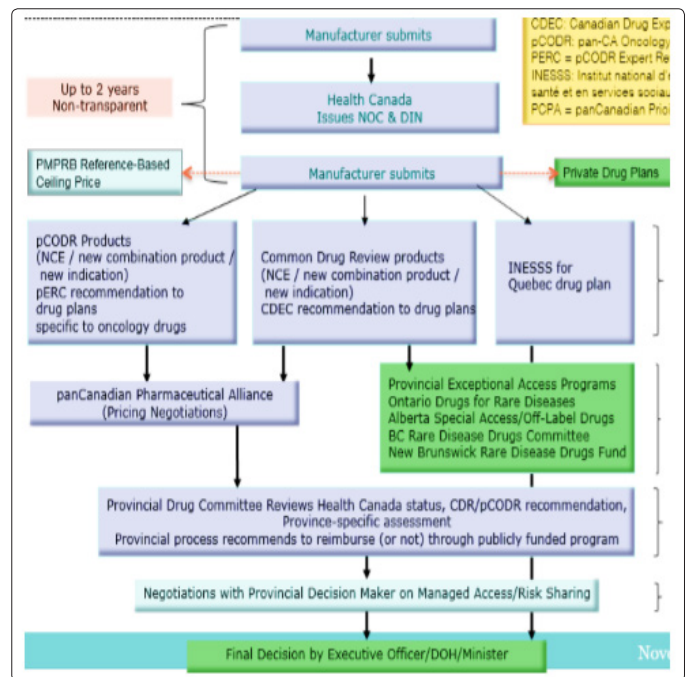 Manufacturer submits
CDEC: Canadian Drug
pCODR: pan-CA Oncology
PERC = pCODR Expert
INESSS: Institut national
santé et en services
PCPA = panCanadian
Up to 2 years
Non-transparent
Health Canada
Issues NOC & DIN
PMPRB Reference-Based
Ceiling Price
Manufacturer submits
Private Drug Plans
pCODR Products
(NCE / new combination product /
new indication)
pERC recommendation to
drug plans
specific to oncology drugs
Common Drug Review products
(NCE / new combination product /
new indication)
CDEC recommendation to drug plans
INESSS for
Quebec drug plan
panCanadian Pharmaceutical Alliance
(Pricing Negotiations)
Provincial Exceptional Access Programs
Ontario Drugs for Rare Diseases
Alberta Special Access/Off-Label Drugs
BC Rare Disease Drugs Committee
New Brunswick Rare Disease Drugs Fund
Provincial Drug Committee Reviews Health Canada status, CDR/pCODR recommendation,
Province-specific assessment
Provincial process recommends to reimburse (or not) through publicly funded program
Negotiations with Provincial Decision Maker on Managed Access/Risk Sharing
Final Decision by Executive Officer/DOH/Minister